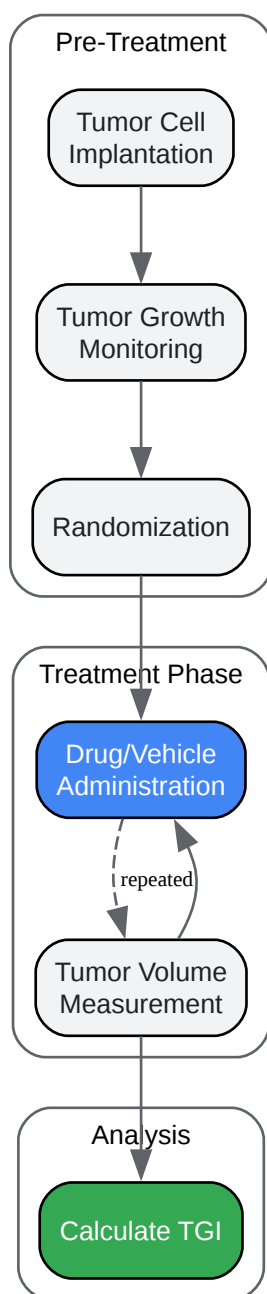 Pre-Treatment
Tumor Cell
Implantation
Tumor Growth
Monitoring
Randomization
Treatment Phase
Drug/Vehicle
Administration
repeated
Tumor Volume
Measurement
Analysis
Calculate TGI